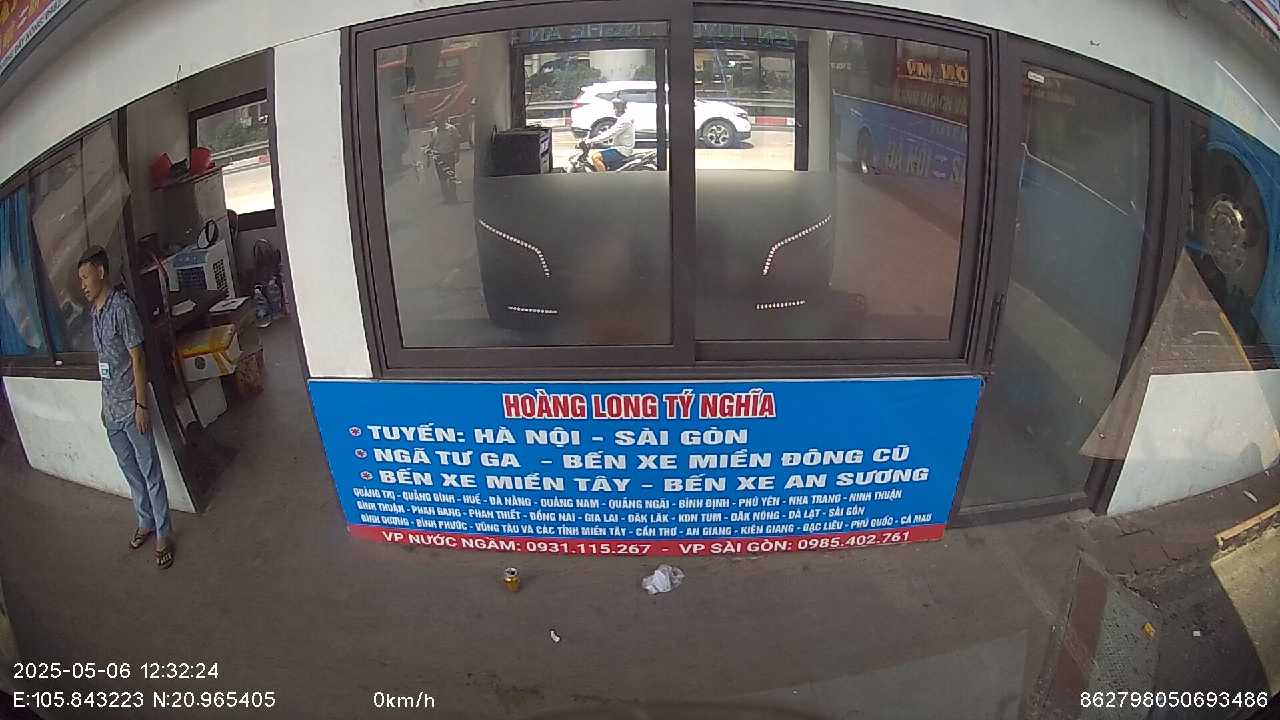 HOÀNG LONG TÝ NGHĨA
* TUYẾN: HÀ NỘI - SÀI GÒN
* NGÃ TƯ GA - BẾN XE MIỀN ĐÔNG CŨ
* BẾN XE MIỀN TÂY - BẾN XE AN SƯƠNG
QUẢNG TRỊ - QUẢNG BÌNH - HUẾ - ĐÀ NẴNG - QUẢNG NAM - QUẢNG NGÃI - BÌNH ĐỊNH - PHÚ YÊN - NHA TRANG - NINH THUẬN
BÌNH THUẬN - PHAN RANG - PHAN THIẾT - ĐỒNG NAI - GIA LAI - ĐĂK LĂK - KON TUM - ĐĂK NÔNG - ĐÀ LẠT - SÀI GÒN
BÌNH DƯƠNG - BÌNH PHƯỚC - VŨNG TÀU VÀ CÁC TỈNH MIỀN TÂY - CẦN THƠ - AN GIANG - KIÊN GIANG - BẠC LIÊU - PHÚ QUỐC - CÀ MAU
VP NƯỚC NGẦM: 0931.115.267 - VP SÀI GÒN: 0985.402.761
2025-05-06 12:32:24
E:105.843223 N:20.965405
0km/h
862798050693486